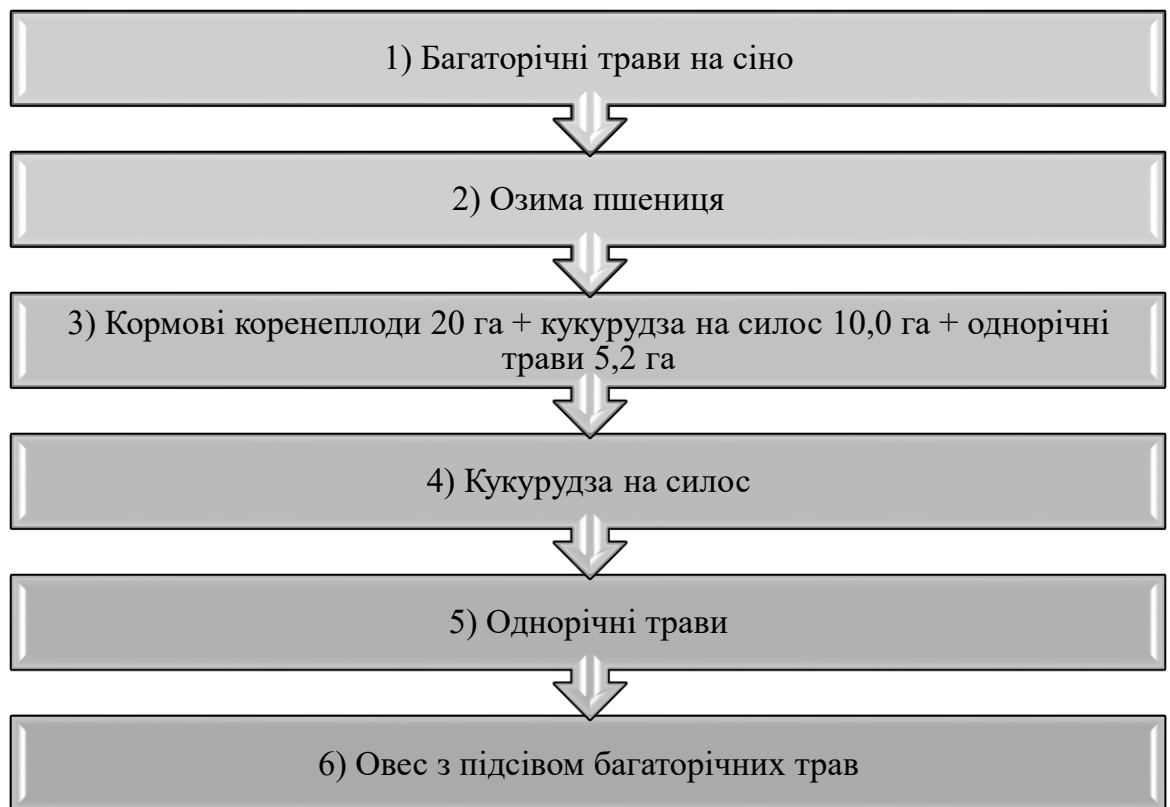 1) Багаторічні трави на сіно
2) Озима пшениця
3) Кормові коренеплоди 20 га + кукурудза на силос 10,0 га + однорічні
трави 5,2 га
4) Кукурудза на силос
5) Однорічні трави
6) Овес з підсівом багаторічних трав